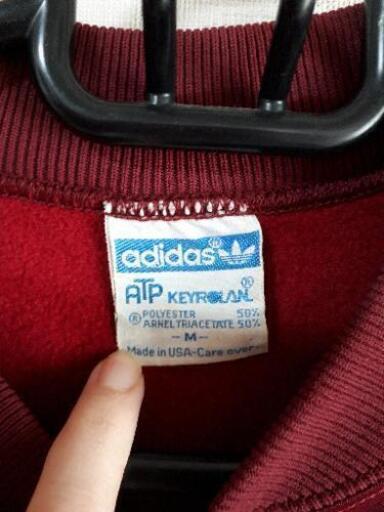 adidas®
ATP KEYROLAN®
® POLYESTER 50%
ARNEL TRIACETATE 50%
- M -
Made in USA-Care over